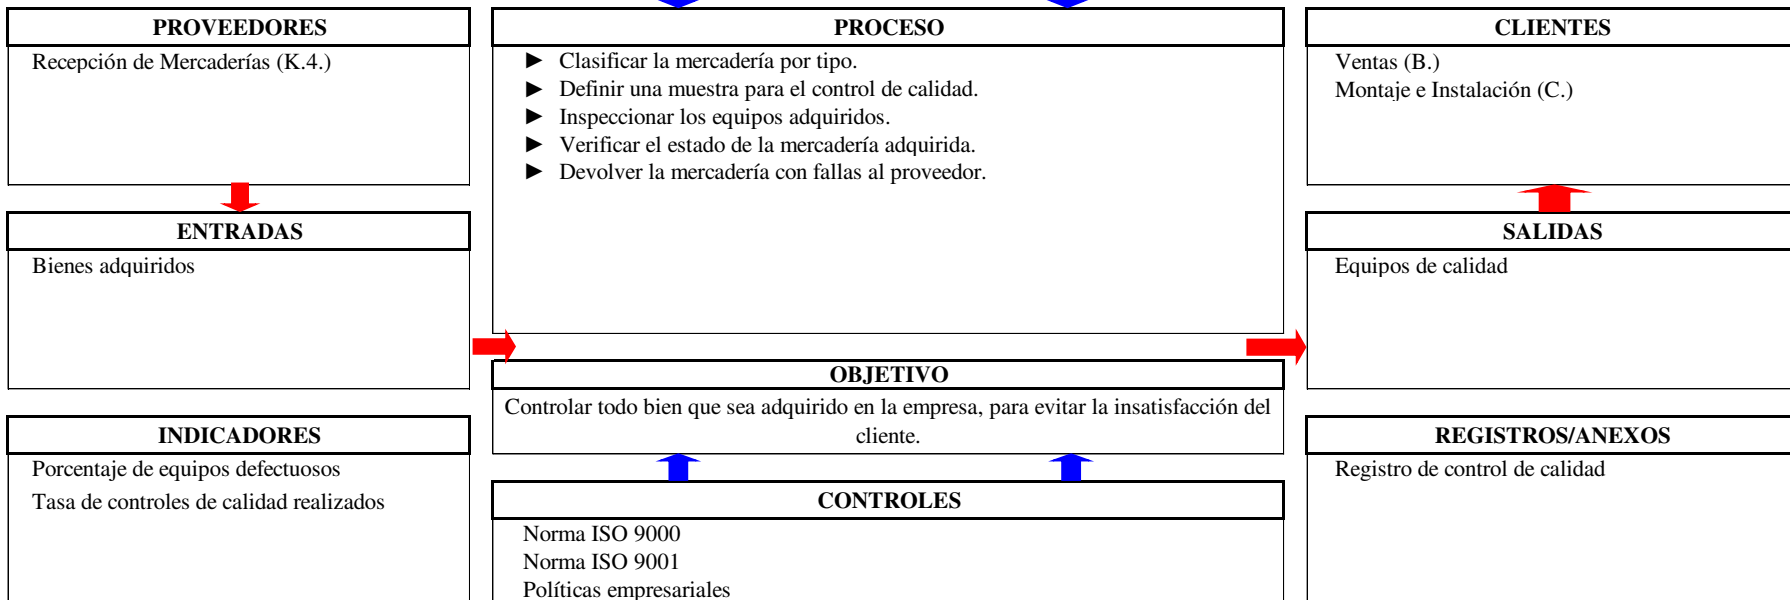 PROVEEDORES
Recepción de Mercaderías (K.4.)
ENTRADAS
Bienes adquiridos
INDICADORES
Porcentaje de equipos defectuosos
Tasa de controles de calidad realizados
PROCESO
► Clasificar la mercadería por tipo.
► Definir una muestra para el control de calidad.
► Inspeccionar los equipos adquiridos.
► Verificar el estado de la mercadería adquirida.
► Devolver la mercadería con fallas al proveedor.
OBJETIVO
Controlar todo bien que sea adquirido en la empresa, para evitar la insatisfacción del
cliente.
CONTROLES
Norma ISO 9000
Norma ISO 9001
Políticas empresariales
CLIENTES
Ventas (B.)
Montaje e Instalación (C.)
SALIDAS
Equipos de calidad
REGISTROS/ANEXOS
Registro de control de calidad